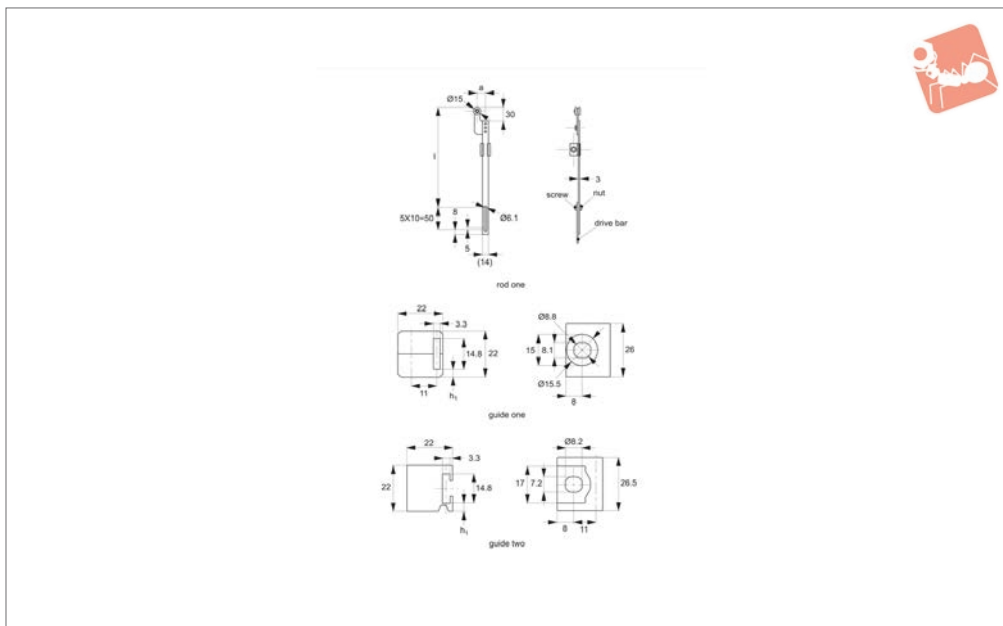 a
Ø15
30
l
3
screw
nut
8
5X10=50
Ø6.1
drive bar
5
(14)
rod one
22
3.3
Ø8.8
14.8
22
15
8.1
26
11
h1
Ø15.5
8
guide one
22
3.3
Ø8.2
22
14.8
17
7.2
26.5
h1
8
11
guide two